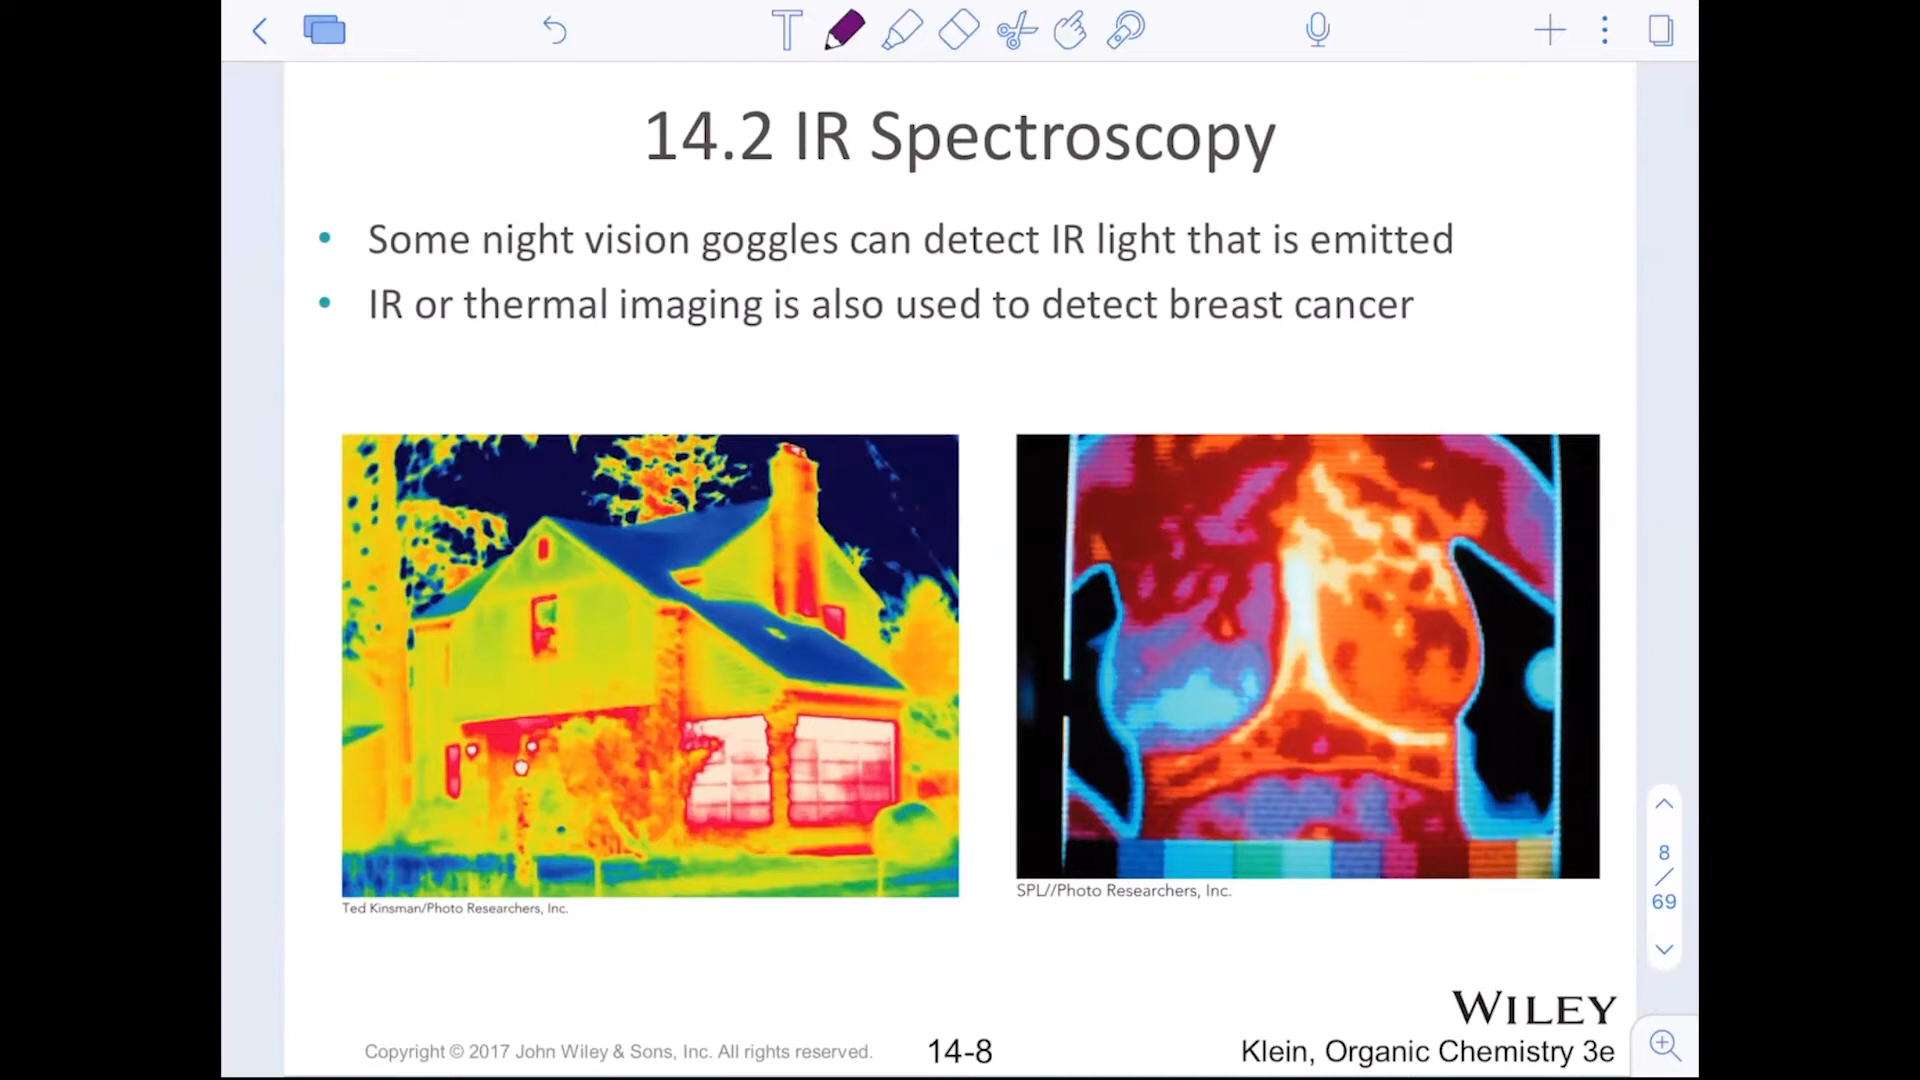 14.2 IR Spectroscopy
• Some night vision goggles can detect IR light that is emitted
• IR or thermal imaging is also used to detect breast cancer
Ted Kinsman/Photo Researchers, Inc.
SPL//Photo Researchers, Inc.
8
/
69
WILEY
Copyright © 2017 John Wiley & Sons, Inc. All rights reserved.
14-8
Klein, Organic Chemistry 3e